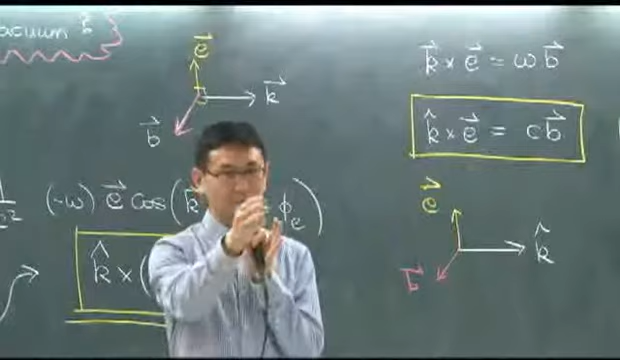 vacuum ?
e⃗
k⃗
b⃗
(-ω) e⃗ cos(k⃗ ϕₑ)
k̂ × (
k⃗ × e⃗ = ω b⃗
k̂ × e⃗ = c b⃗
e⃗
k̂
b⃗